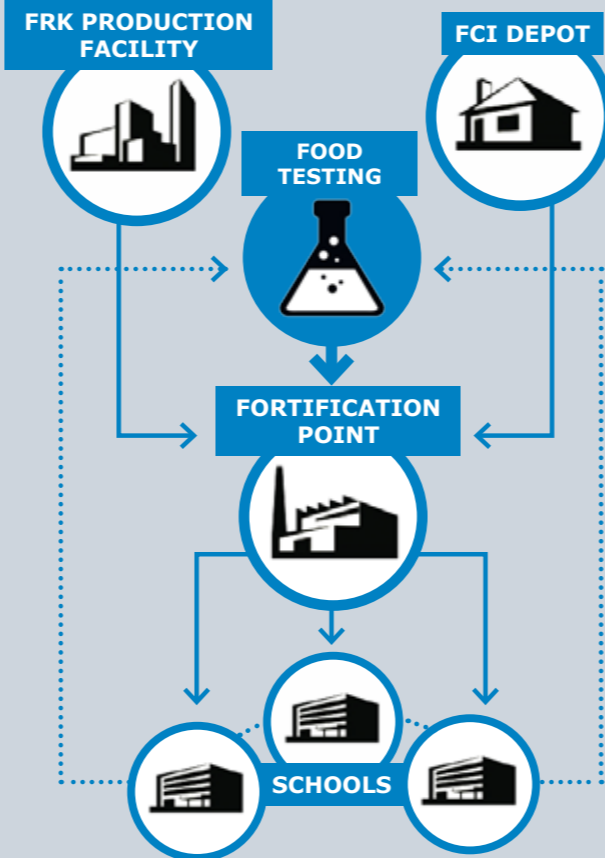 FRK PRODUCTION
FACILITY
FCI DEPOT
FOOD
TESTING
FORTIFICATION
POINT
SCHOOLS